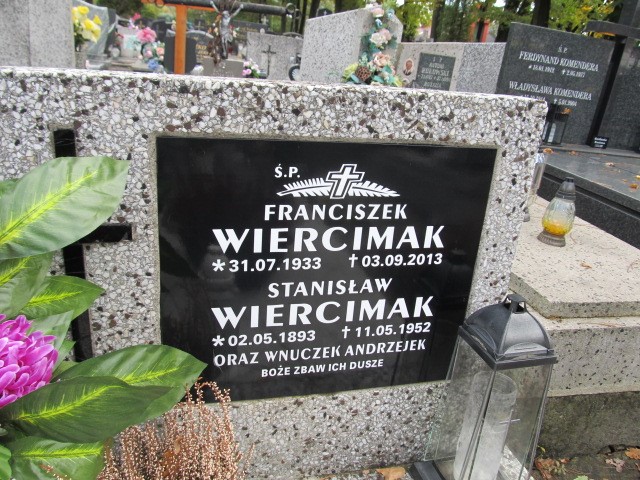 Ś.P.
FRANCISZEK
WIERCIMAK
*31.07.1933 †03.09.2013
STANISŁAW
WIERCIMAK
*02.05.1893 †11.05.1952
ORAZ WNUCZEK ANDRZEJEK
BOŻE ZBAW ICH DUSZE
Ś.P.
FERDYNAND KOMENDERA
WŁADYSŁAWA KOMENDERA